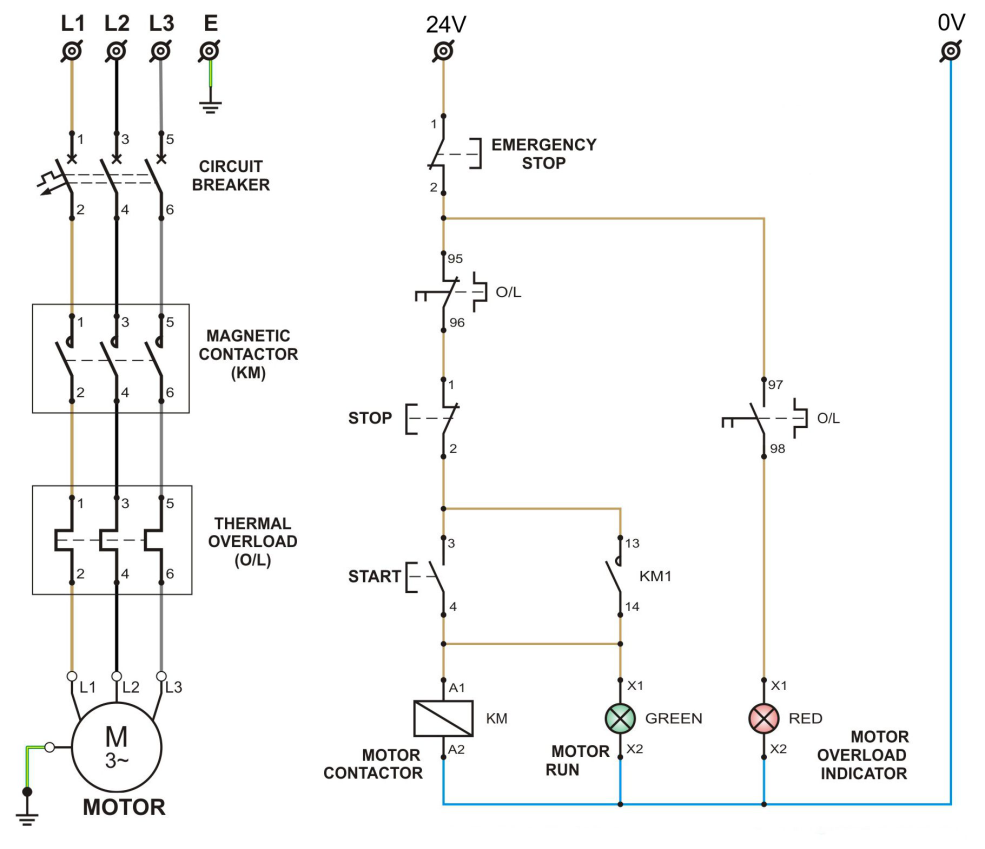 L1 L2 L3 E 24V 0V
1 3 5
1
EMERGENCY
STOP
CIRCUIT
BREAKER
2 4 6
2
95
O/L
96
1 3 5
MAGNETIC
CONTACTOR
(KM)
2 4 6
1
STOP
2
97
O/L
98
1 3 5
THERMAL
OVERLOAD
(O/L)
2 4 6
3
START
4
13
KM1
14
L1 L2 L3
M
3~
MOTOR
A1
KM
A2
MOTOR
CONTACTOR
X1
GREEN
X2
MOTOR
RUN
X1
RED
X2
MOTOR
OVERLOAD
INDICATOR